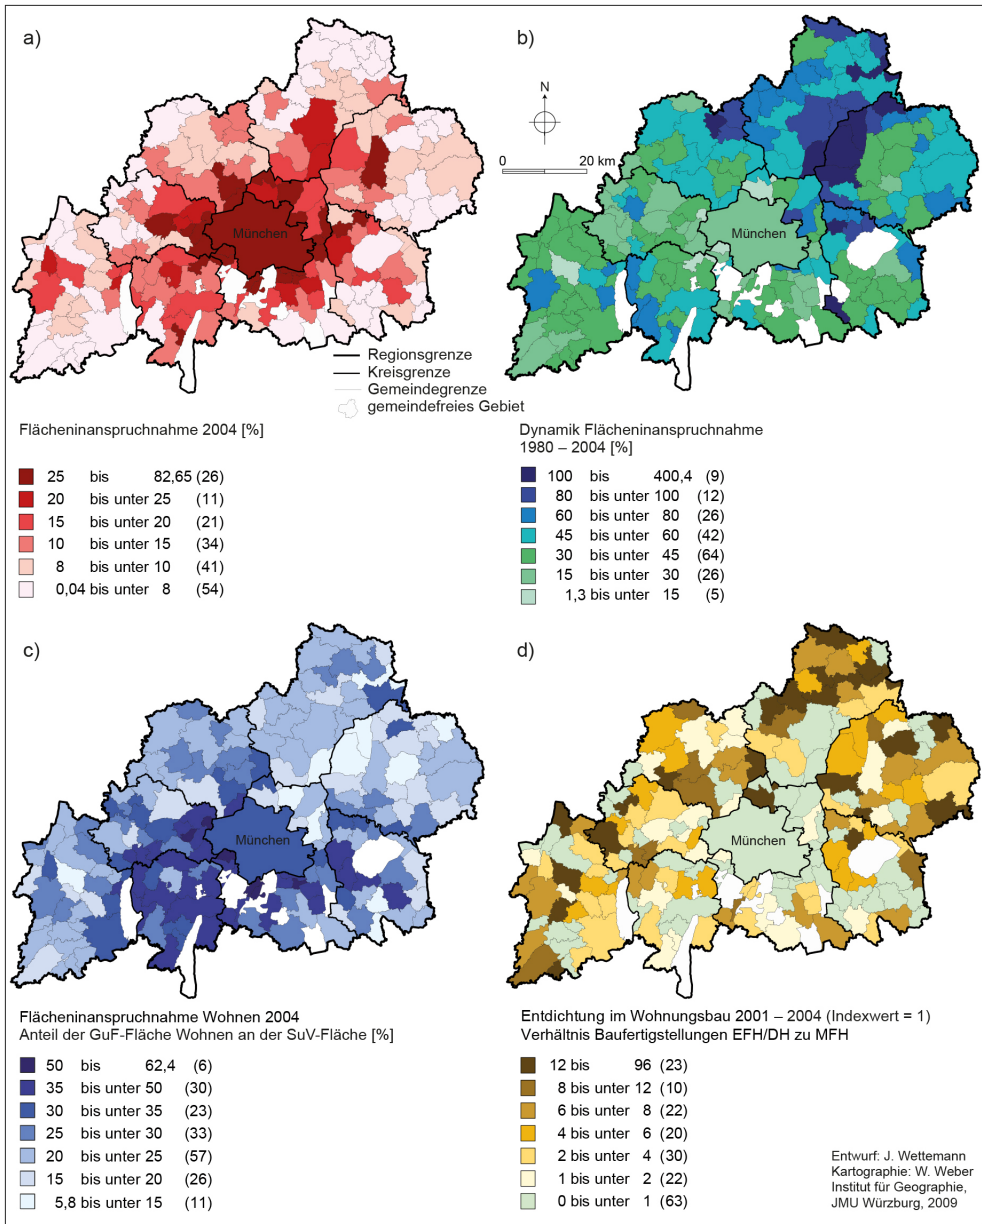 a)
b)
N
0 20 km
München
München
Regionsgrenze
Kreisgrenze
Gemeindegrenze
gemeindefreies Gebiet
Flächeninanspruchnahme 2004 [%]
25 bis 82,65 (26)
20 bis unter 25 (11)
15 bis unter 20 (21)
10 bis unter 15 (34)
8 bis unter 10 (41)
0,04 bis unter 8 (54)
Dynamik Flächeninanspruchnahme
1980 – 2004 [%]
100 bis 400,4 (9)
80 bis unter 100 (12)
60 bis unter 80 (26)
45 bis unter 60 (42)
30 bis unter 45 (64)
15 bis unter 30 (26)
1,3 bis unter 15 (5)
c)
d)
München
München
Flächeninanspruchnahme Wohnen 2004
Anteil der GuF-Fläche Wohnen an der SuV-Fläche [%]
50 bis 62,4 (6)
35 bis unter 50 (30)
30 bis unter 35 (23)
25 bis unter 30 (33)
20 bis unter 25 (57)
15 bis unter 20 (26)
5,8 bis unter 15 (11)
Entdichtung im Wohnungsbau 2001 – 2004 (Indexwert = 1)
Verhältnis Baufertigstellungen EFH/DH zu MFH
12 bis 96 (23)
8 bis unter 12 (10)
6 bis unter 8 (22)
4 bis unter 6 (20)
2 bis unter 4 (30)
1 bis unter 2 (22)
0 bis unter 1 (63)
Entwurf: J. Wettemann
Kartographie: W. Weber
Institut für Geographie,
JMU Würzburg, 2009